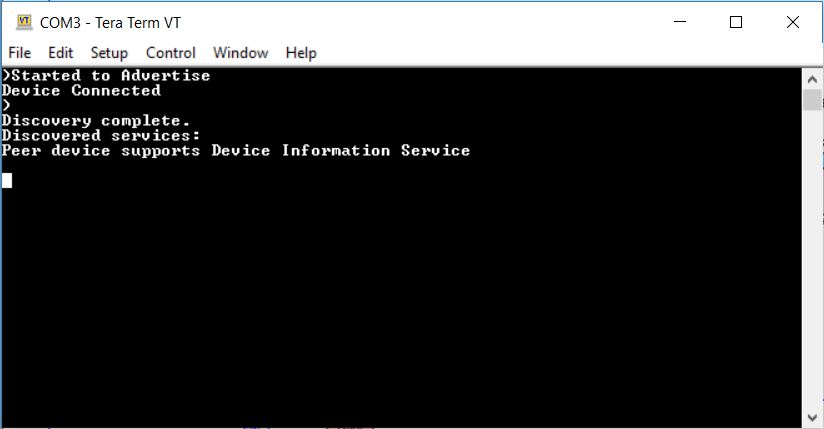 COM3 - Tera Term VT
File Edit Setup Control Window Help
>Started to Advertise
Device Connected
>
Discovery complete.
Discovered services:
Peer device supports Device Information Service